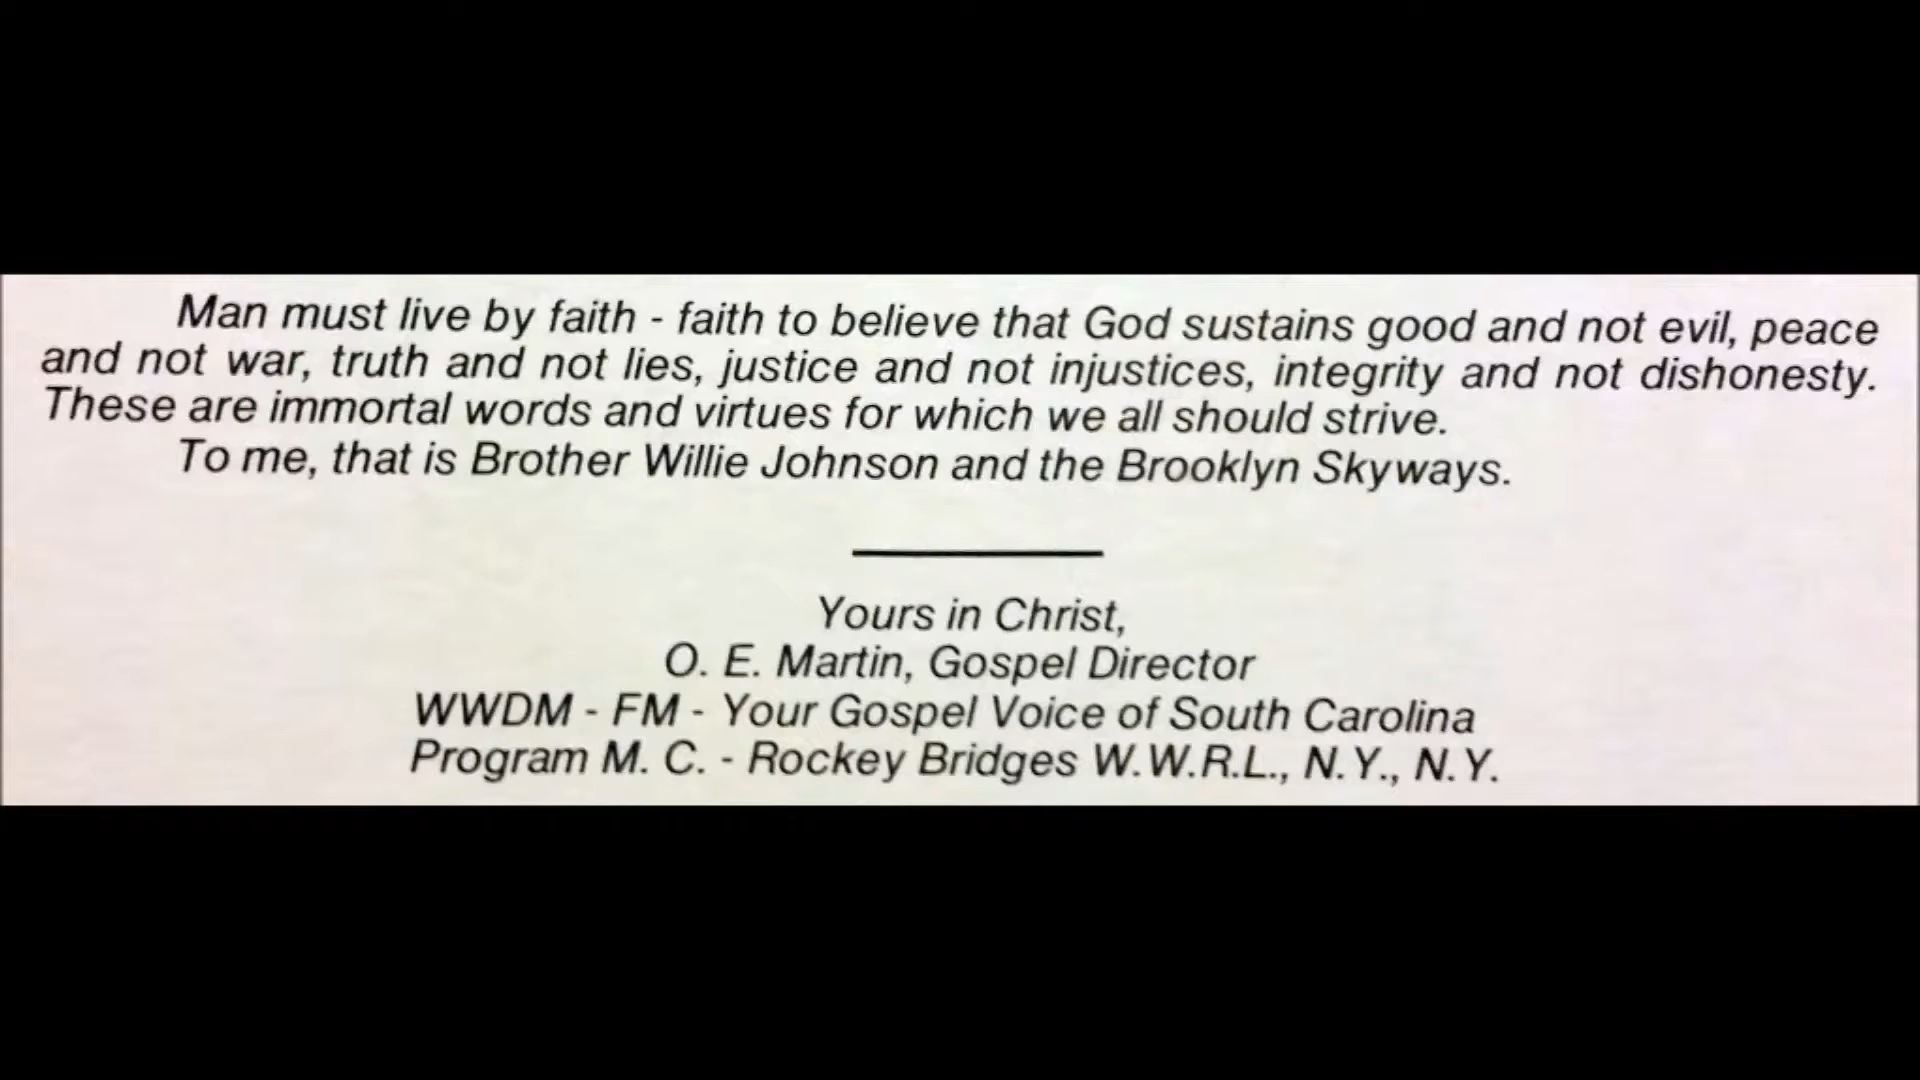 Man must live by faith - faith to believe that God sustains good and not evil, peace
and not war, truth and not lies, justice and not injustices, integrity and not dishonesty.
These are immortal words and virtues for which we all should strive.
To me, that is Brother Willie Johnson and the Brooklyn Skyways.
Yours in Christ,
O. E. Martin, Gospel Director
WWDM - FM - Your Gospel Voice of South Carolina
Program M. C. - Rockey Bridges W.W.R.L., N.Y., N.Y.